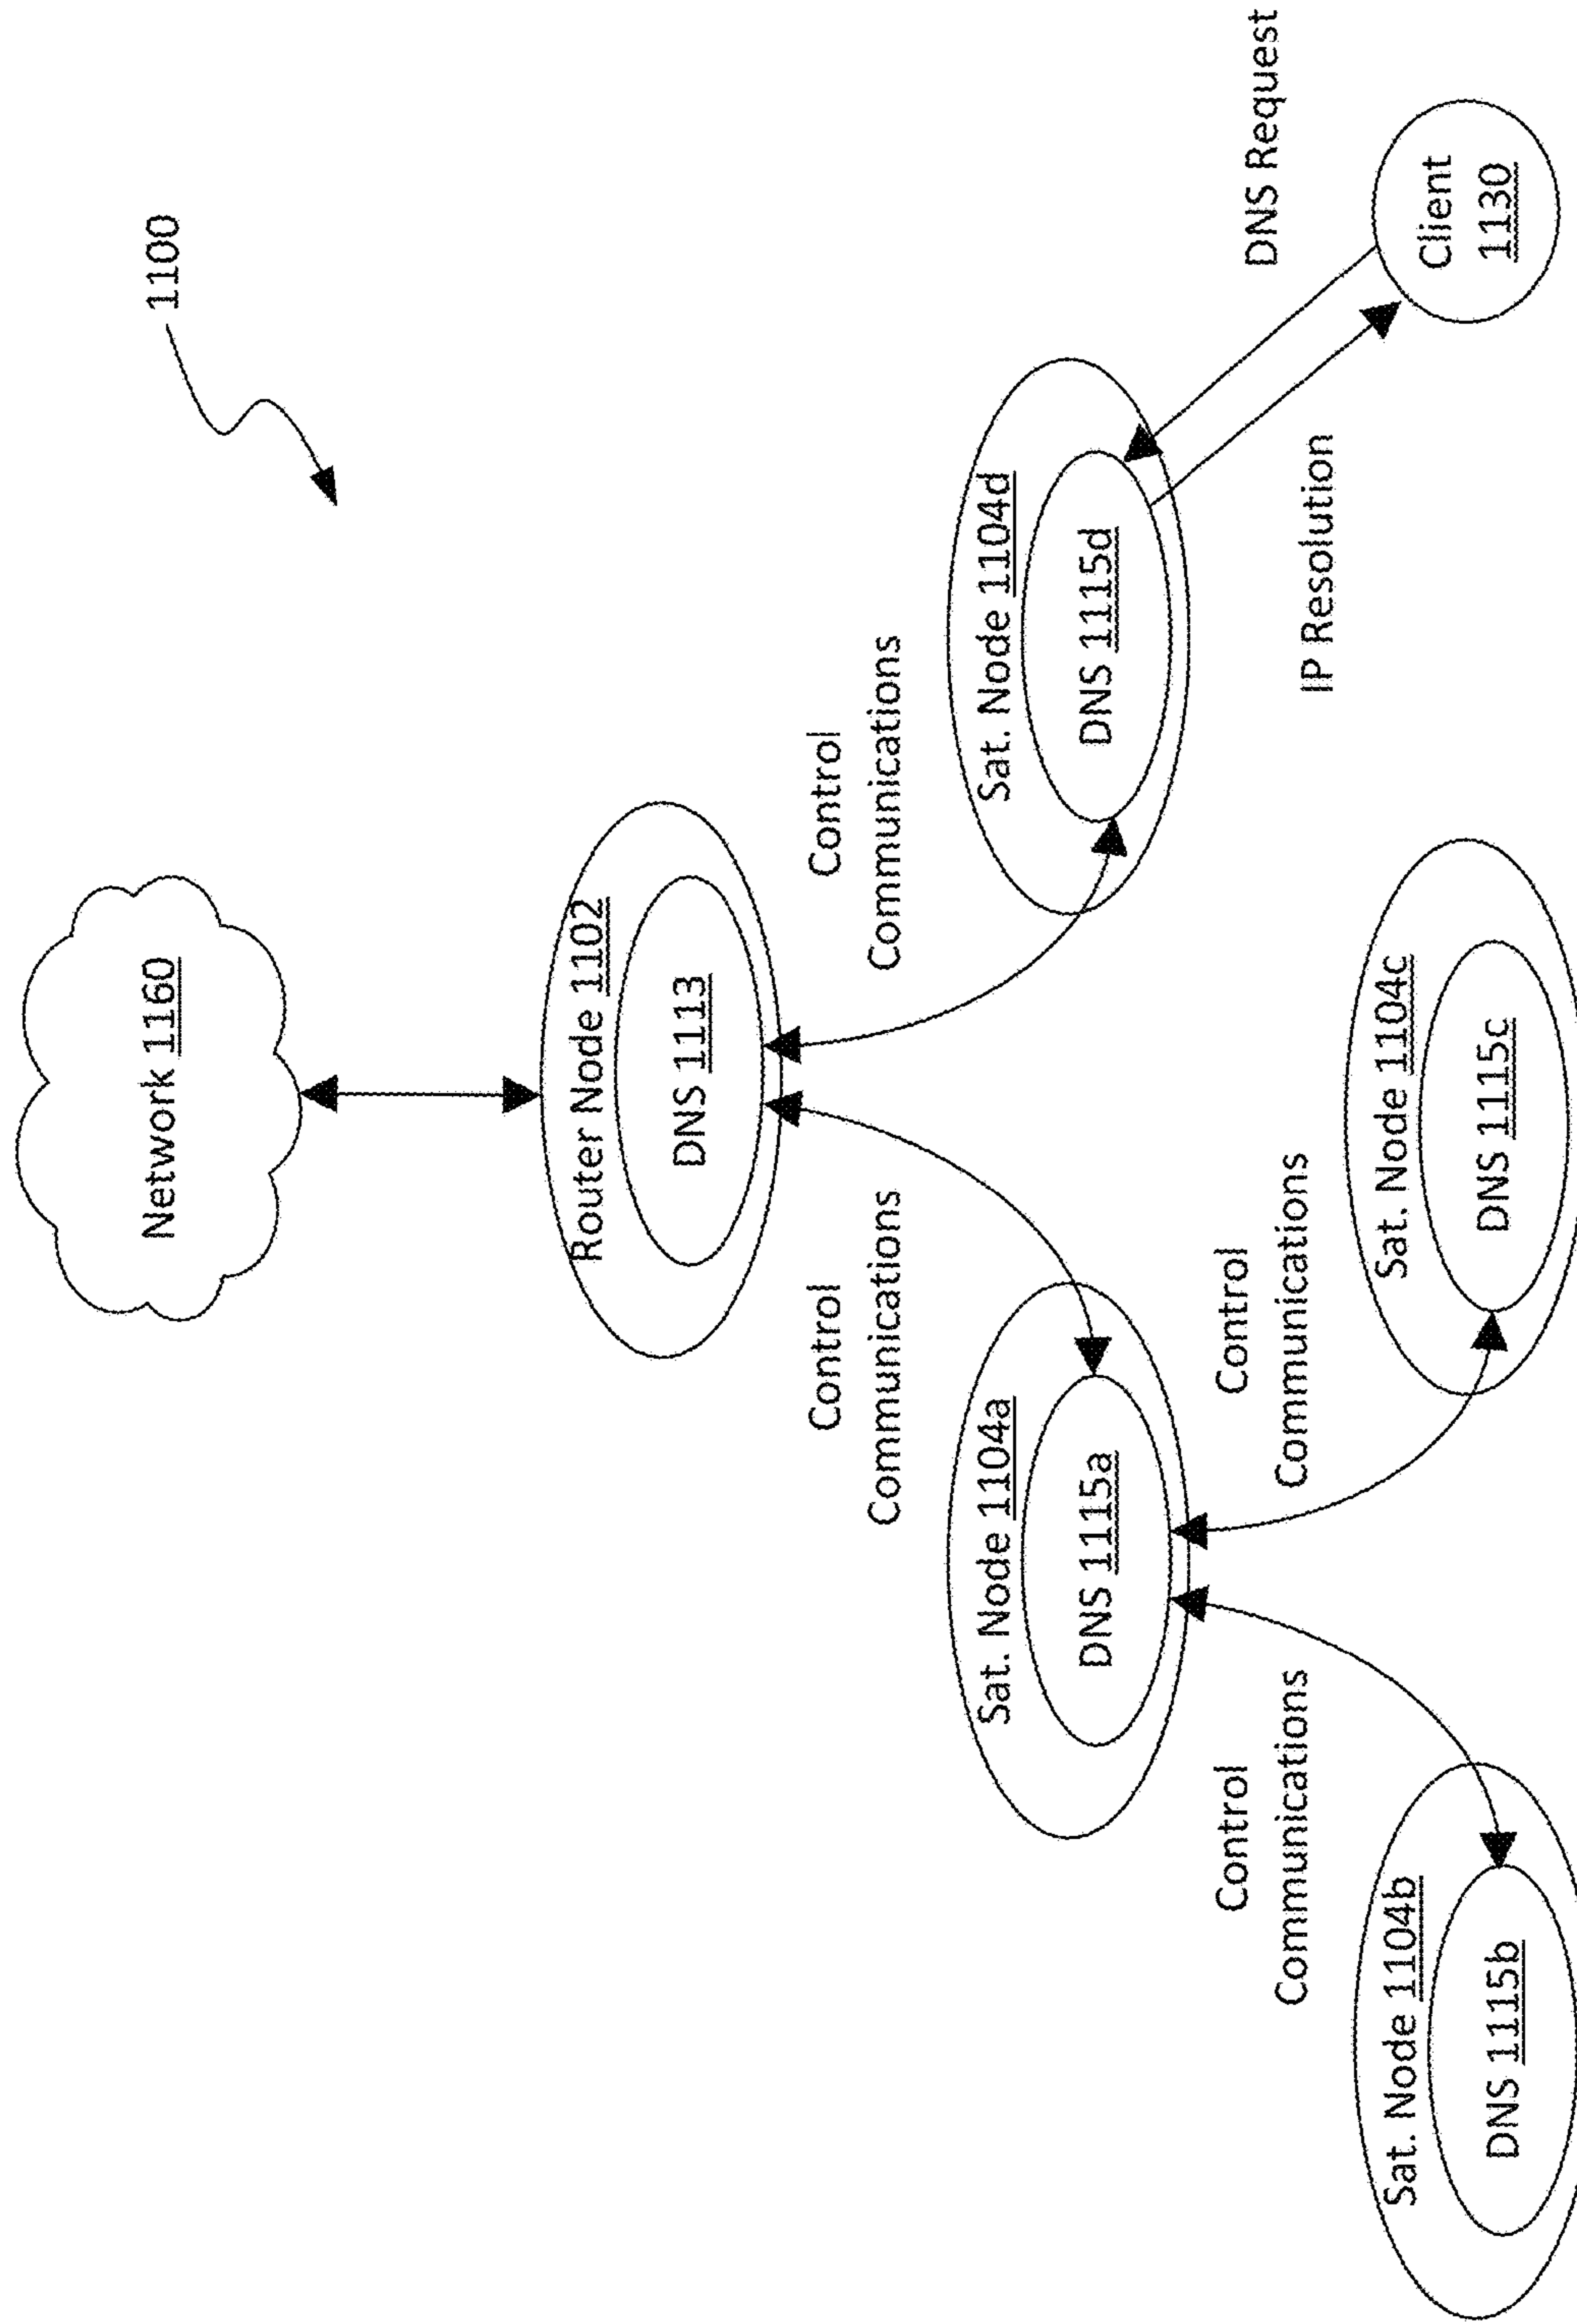 1100
Network 1160
Router Node 1102
DNS 1113
Control
Communications
Control
Communications
Sat. Node 1104a
DNS 1115a
Sat. Node 1104d
DNS 1115d
DNS Request
IP Resolution
Control
Communications
Control
Communications
Sat. Node 1104b
DNS 1115b
Sat. Node 1104c
DNS 1115c
Client
1130